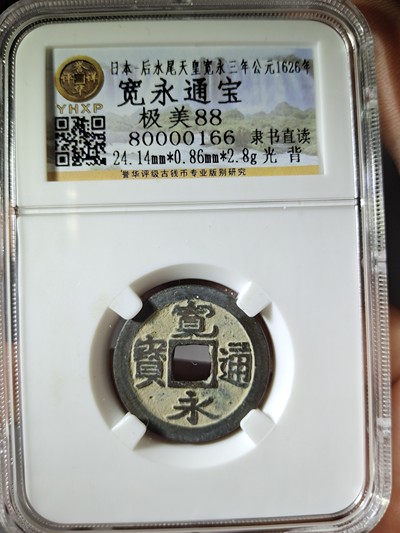 日本-后水尾天皇宽永三年公元1626年
宽永通宝
极美88
80000166 隶书直读
24.14mm*0.86mm*2.8g 光 背
誉华评级古钱币专业版别研究
YHXP
寛
永
通
寳